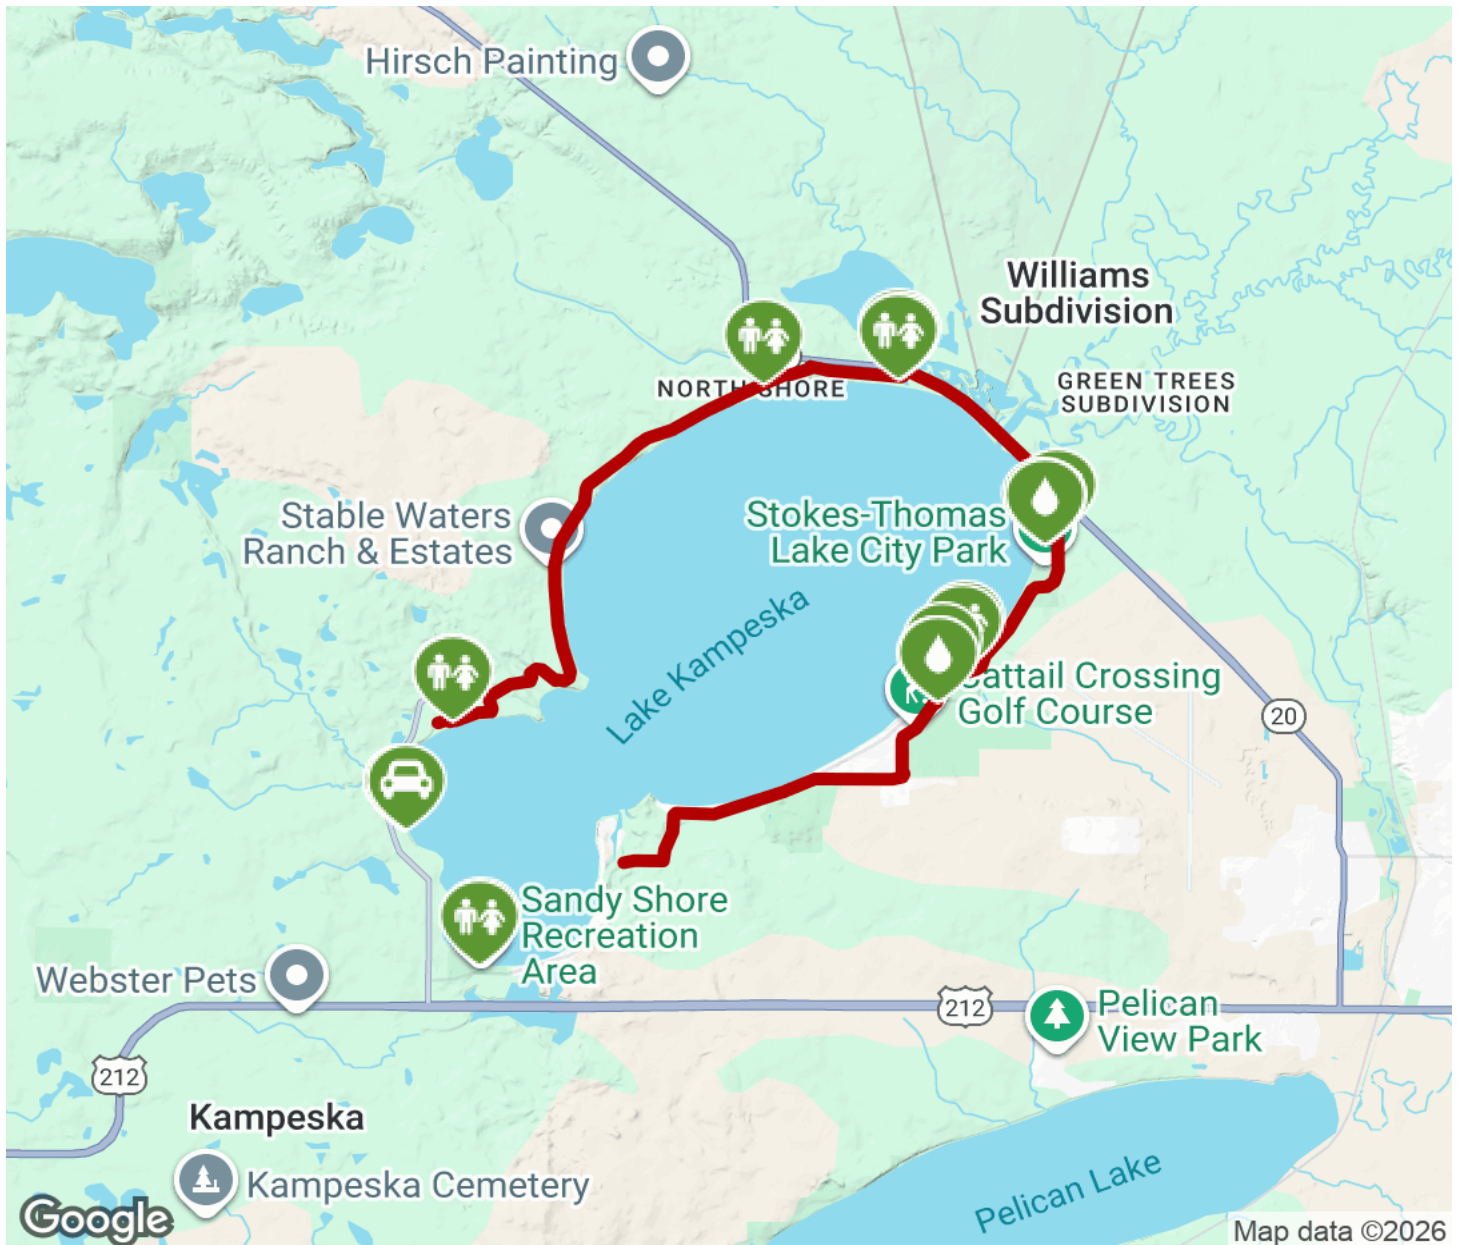 Hirsch Painting
Williams
Subdivision
NORTH SHORE
GREEN TREES
SUBDIVISION
Stable Waters
Ranch & Estates
Stokes-Thomas
Lake City Park
Lake Kampeska
Cattail Crossing
Golf Course
20
Sandy Shore
Recreation
Area
Webster Pets
212
Pelican
View Park
212
Kampeska
Kampeska Cemetery
Pelican Lake
Google
Map data ©2026